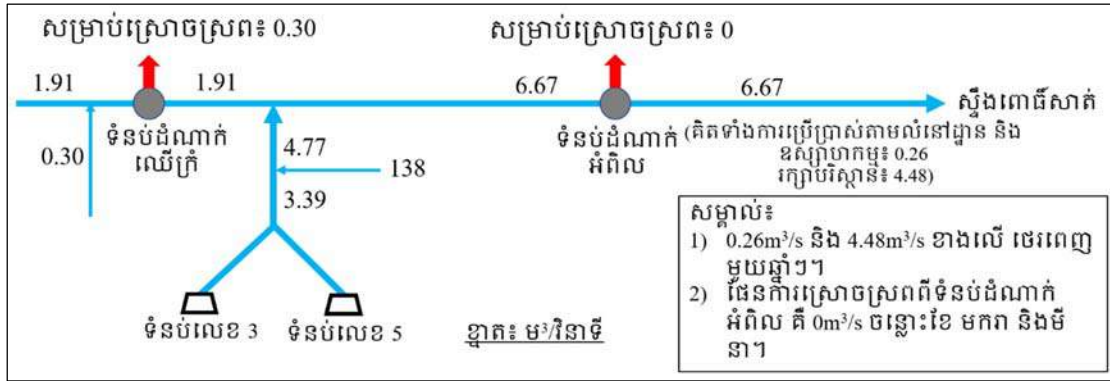 សម្រាប់ស្រោចស្រព៖ 0.30
សម្រាប់ស្រោចស្រព៖ 0
1.91
1.91
6.67
6.67
ស្ទឹងពោធិ៍សាត់
ទំនប់ដំណាក់
ឈើក្រំ
0.30
4.77
138
3.39
ទំនប់ដំណាក់
អំពិល
(គិតទាំងការប្រើប្រាស់តាមលំនៅដ្ឋាន និង
ឧស្សាហកម្ម៖ 0.26
រក្សាបរិស្ថាន៖ 4.48)
ទំនប់លេខ 3
ទំនប់លេខ 5
ខ្នាត៖ ម³/វិនាទី
សម្គាល់៖
1) 0.26m³/s និង 4.48m³/s ខាងលើ ថេរពេញ
មួយឆ្នាំៗ។
2) ផែនការស្រោចស្រពពីទំនប់ដំណាក់
អំពិល គឺ 0m³/s ចន្លោះខែ មករា និងមី
នា។